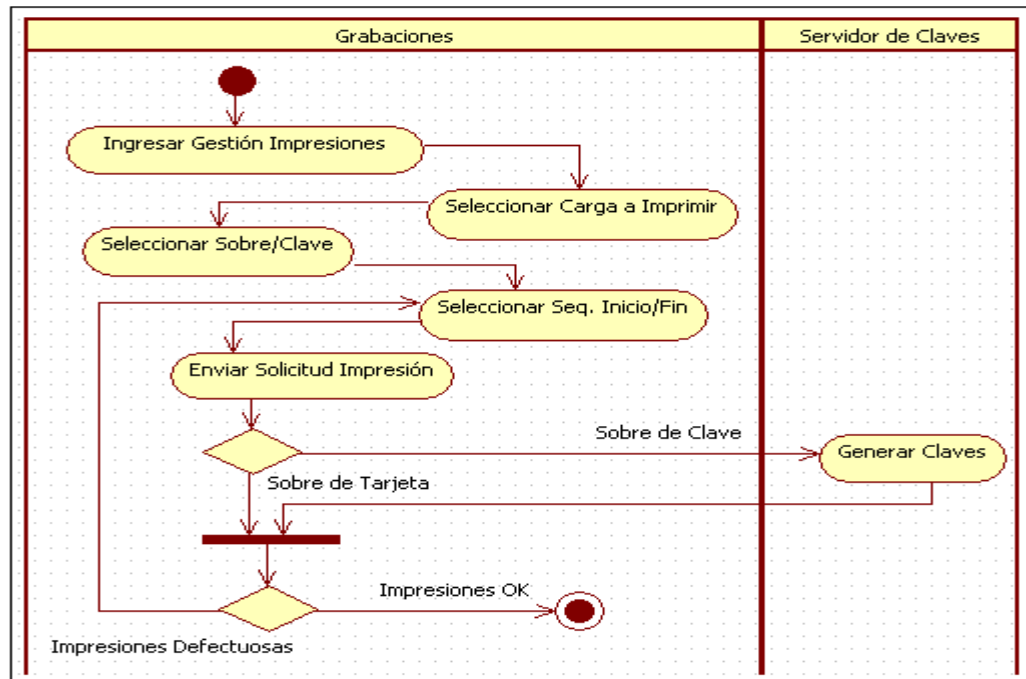 Grabaciones
Servidor de Claves
Ingresar Gestión Impresiones
Seleccionar Carga a Imprimir
Seleccionar Sobre/Clave
Seleccionar Seq. Inicio/Fin
Enviar Solicitud Impresión
Sobre de Clave
Generar Claves
Sobre de Tarjeta
Impresiones OK
Impresiones Defectuosas